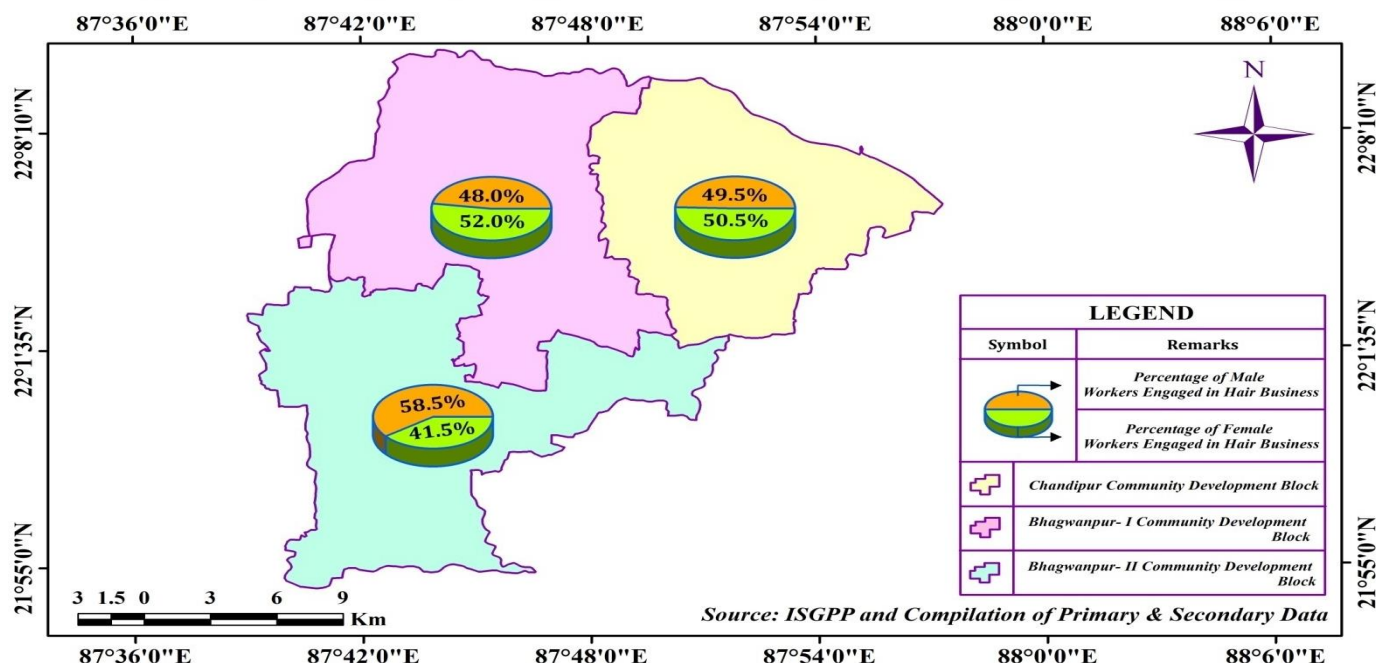 87°36'0"E 87°42'0"E 87°48'0"E 87°54'0"E 88°0'0"E 88°6'0"E
N
22°8'10"N 22°8'10"N
48.0% 49.5%
52.0% 50.5%
LEGEND
Symbol Remarks
22°1'35"N 22°1'35"N
Percentage of Male
Workers Engaged in Hair Business
58.5%
41.5%
Percentage of Female
Workers Engaged in Hair Business
Chandipur Community Development Block
Bhagwanpur- I Community Development
Block
Bhagwanpur- II Community Development
Block
21°55'0"N 21°55'0"N
3 1.5 0 3 6 9
Km
Source: ISGPP and Compilation of Primary & Secondary Data
87°36'0"E 87°42'0"E 87°48'0"E 87°54'0"E 88°0'0"E 88°6'0"E